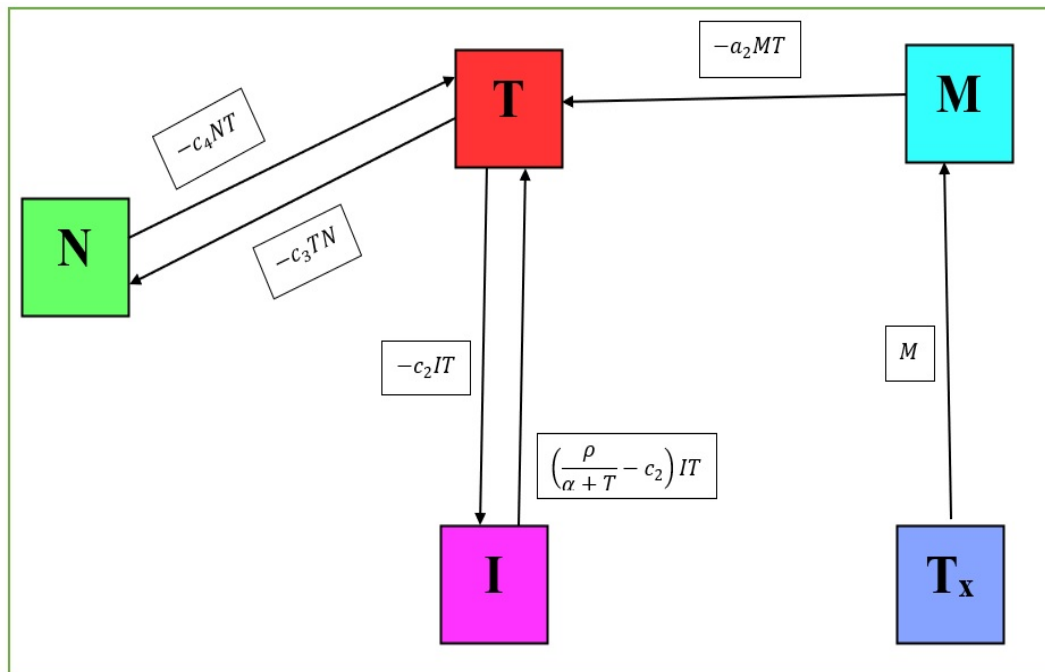 −a₂MT
T
M
−c₄NT
N
−c₃TN
−c₂IT
M
(ρ/(α + T) − c₂) IT
I
Tₓ